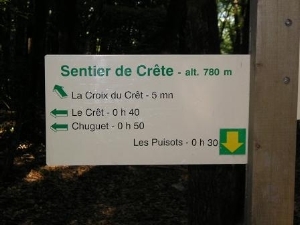 Sentier de Crête - alt. 780 m
La Croix du Crêt - 5 mn
Le Crêt - 0 h 40
Chuguet - 0 h 50
Les Puisots - 0 h 30